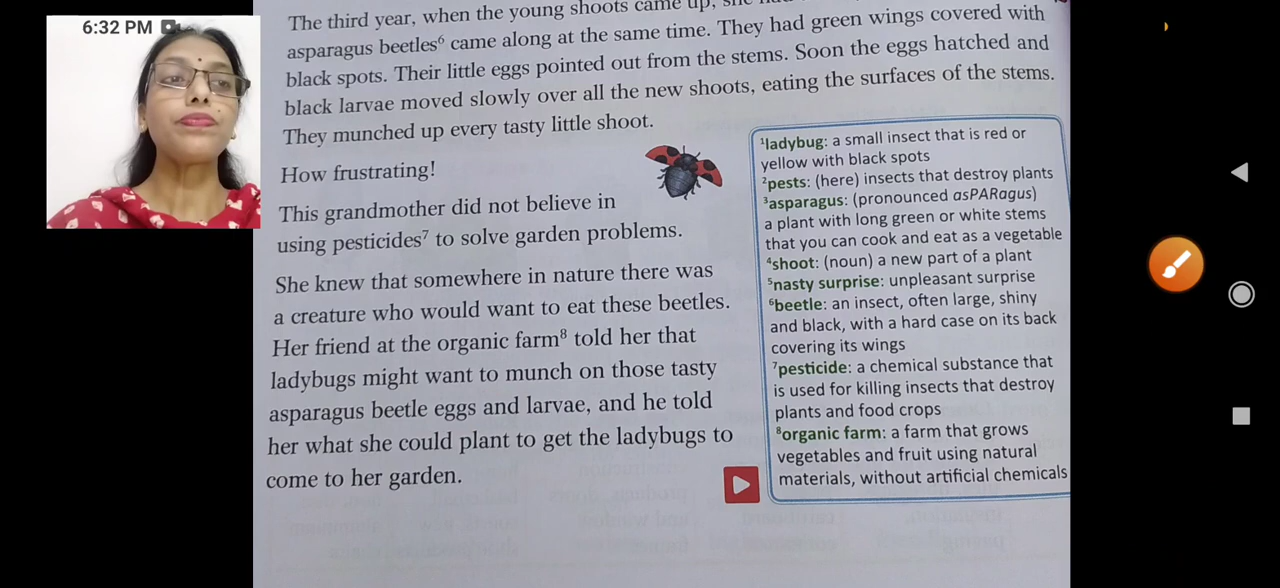 6:32 PM
The third year, when the young shoots came up,
asparagus beetles⁶ came along at the same time. They had green wings covered with
black spots. Their little eggs pointed out from the stems. Soon the eggs hatched and
black larvae moved slowly over all the new shoots, eating the surfaces of the stems.
They munched up every tasty little shoot.
How frustrating!
This grandmother did not believe in
using pesticides⁷ to solve garden problems.
She knew that somewhere in nature there was
a creature who would want to eat these beetles.
Her friend at the organic farm⁸ told her that
ladybugs might want to munch on those tasty
asparagus beetle eggs and larvae, and he told
her what she could plant to get the ladybugs to
come to her garden.
¹ladybug: a small insect that is red or
yellow with black spots
²pests: (here) insects that destroy plants
³asparagus: (pronounced asPARagus)
a plant with long green or white stems
that you can cook and eat as a vegetable
⁴shoot: (noun) a new part of a plant
⁵nasty surprise: unpleasant surprise
⁶beetle: an insect, often large, shiny
and black, with a hard case on its back
covering its wings
⁷pesticide: a chemical substance that
is used for killing insects that destroy
plants and food crops
⁸organic farm: a farm that grows
vegetables and fruit using natural
materials, without artificial chemicals